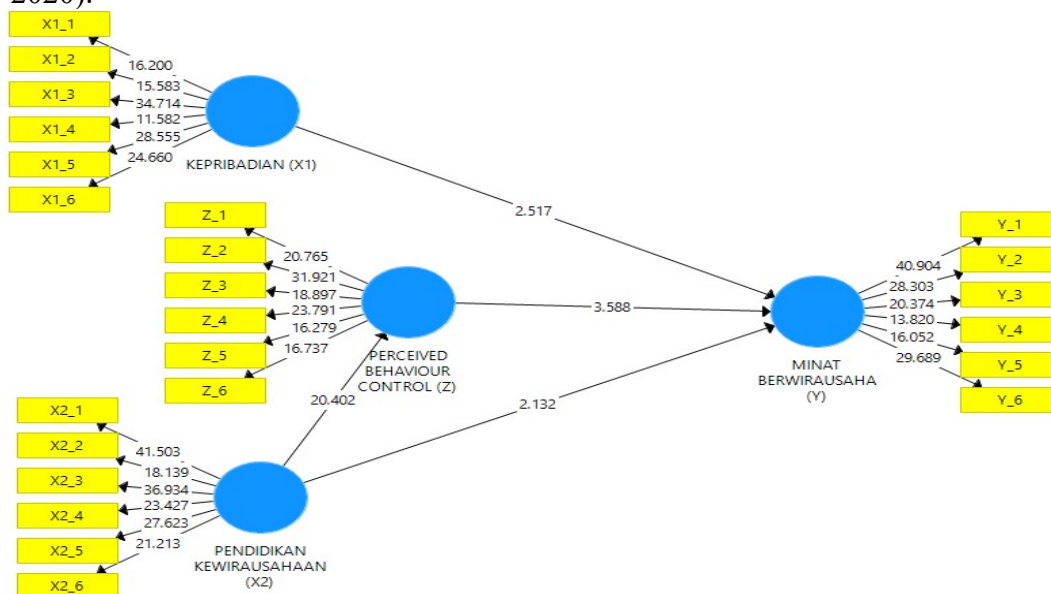 2020).
X1_1
X1_2
X1_3
X1_4
X1_5
X1_6
16.200
15.583
34.714
11.582
28.555
24.660
KEPRIBADIAN (X1)
2.517
Z_1
Z_2
Z_3
Z_4
Z_5
Z_6
20.765
31.921
18.897
23.791
16.279
16.737
PERCEIVED
BEHAVIOUR
CONTROL (Z)
3.588
20.402
2.132
X2_1
X2_2
X2_3
X2_4
X2_5
X2_6
41.503
18.139
36.934
23.427
27.623
21.213
PENDIDIKAN
KEWIRAUSAHAAN
(X2)
MINAT
BERWIRAUSAHA
(Y)
40.904
28.303
20.374
13.820
16.052
29.689
Y_1
Y_2
Y_3
Y_4
Y_5
Y_6